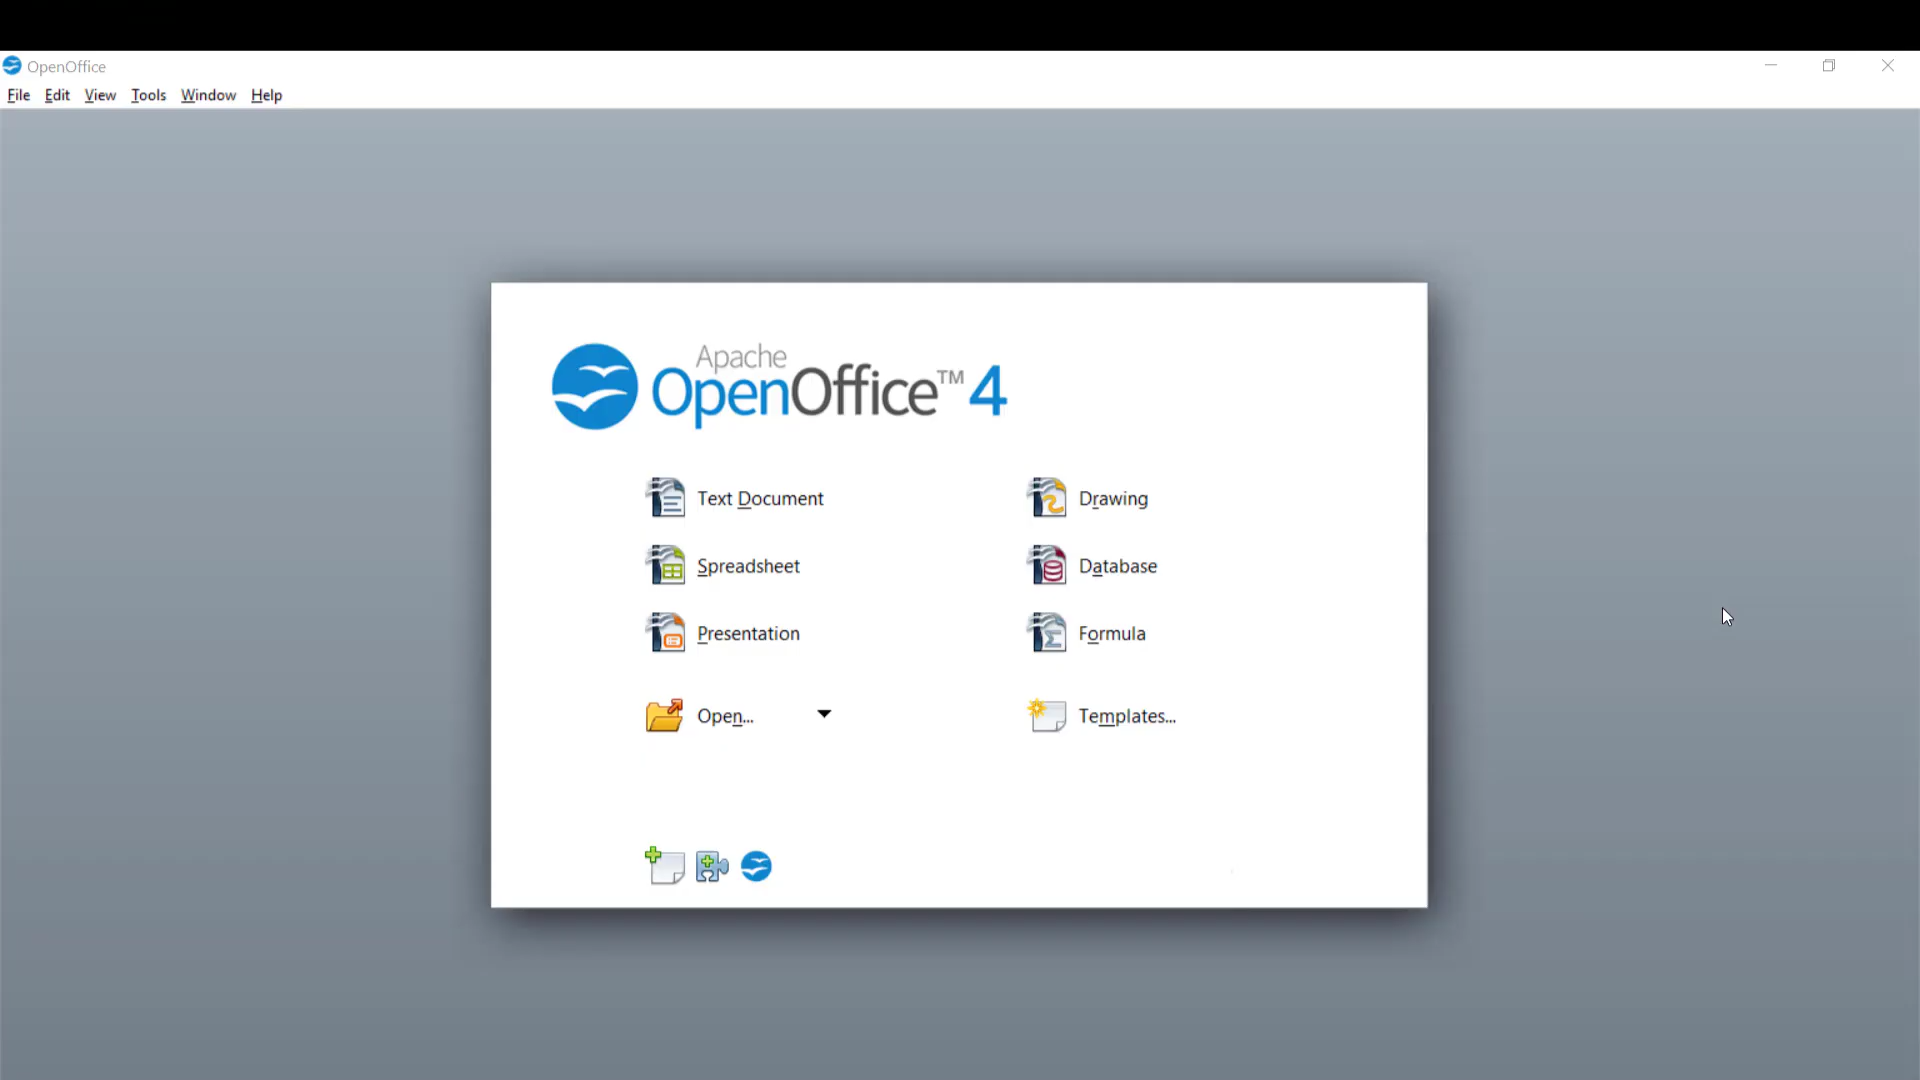 OpenOffice
File Edit View Tools Window Help
Apache
OpenOffice™ 4
Text Document
Drawing
Spreadsheet
Database
Presentation
Formula
Open...
Templates...